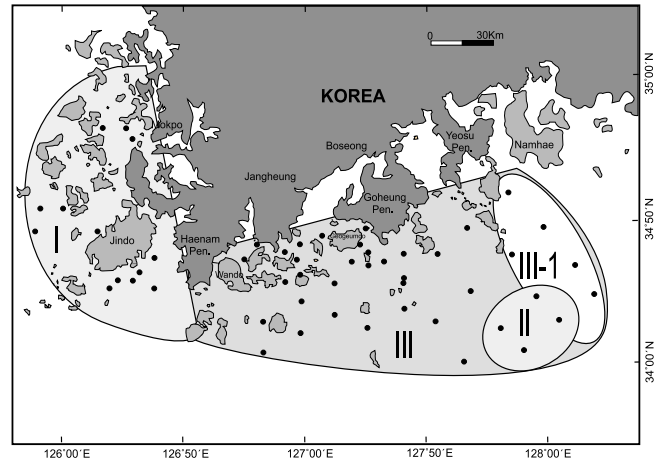 0 30Km
35˚00΄N
KOREA
Mokpo
Yeosu
Pen.
Namhae
Boseong
Jangheung
Goheung
Pen.
34˚50΄N
I
Jindo
Haenam
Pen.
Wando
III-1
II
III
34˚00΄N
126˚00΄E 126˚50΄E 127˚00΄E 127˚50΄E 128˚00΄E